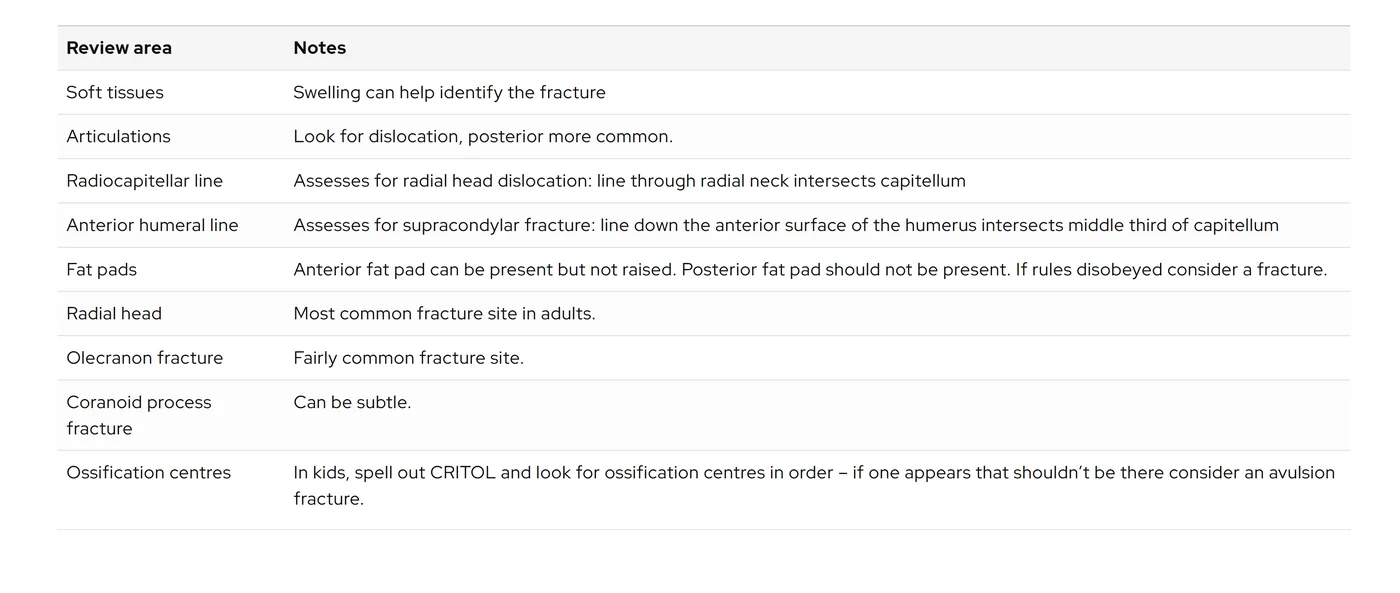 Review area Notes
Soft tissues Swelling can help identify the fracture
Articulations Look for dislocation, posterior more common.
Radiocapitellar line Assesses for radial head dislocation: line through radial neck intersects capitellum
Anterior humeral line Assesses for supracondylar fracture: line down the anterior surface of the humerus intersects middle third of capitellum
Fat pads Anterior fat pad can be present but not raised. Posterior fat pad should not be present. If rules disobeyed consider a fracture.
Radial head Most common fracture site in adults.
Olecranon fracture Fairly common fracture site.
Coranoid process Can be subtle.
fracture
Ossification centres In kids, spell out CRITOL and look for ossification centres in order – if one appears that shouldn’t be there consider an avulsion
fracture.